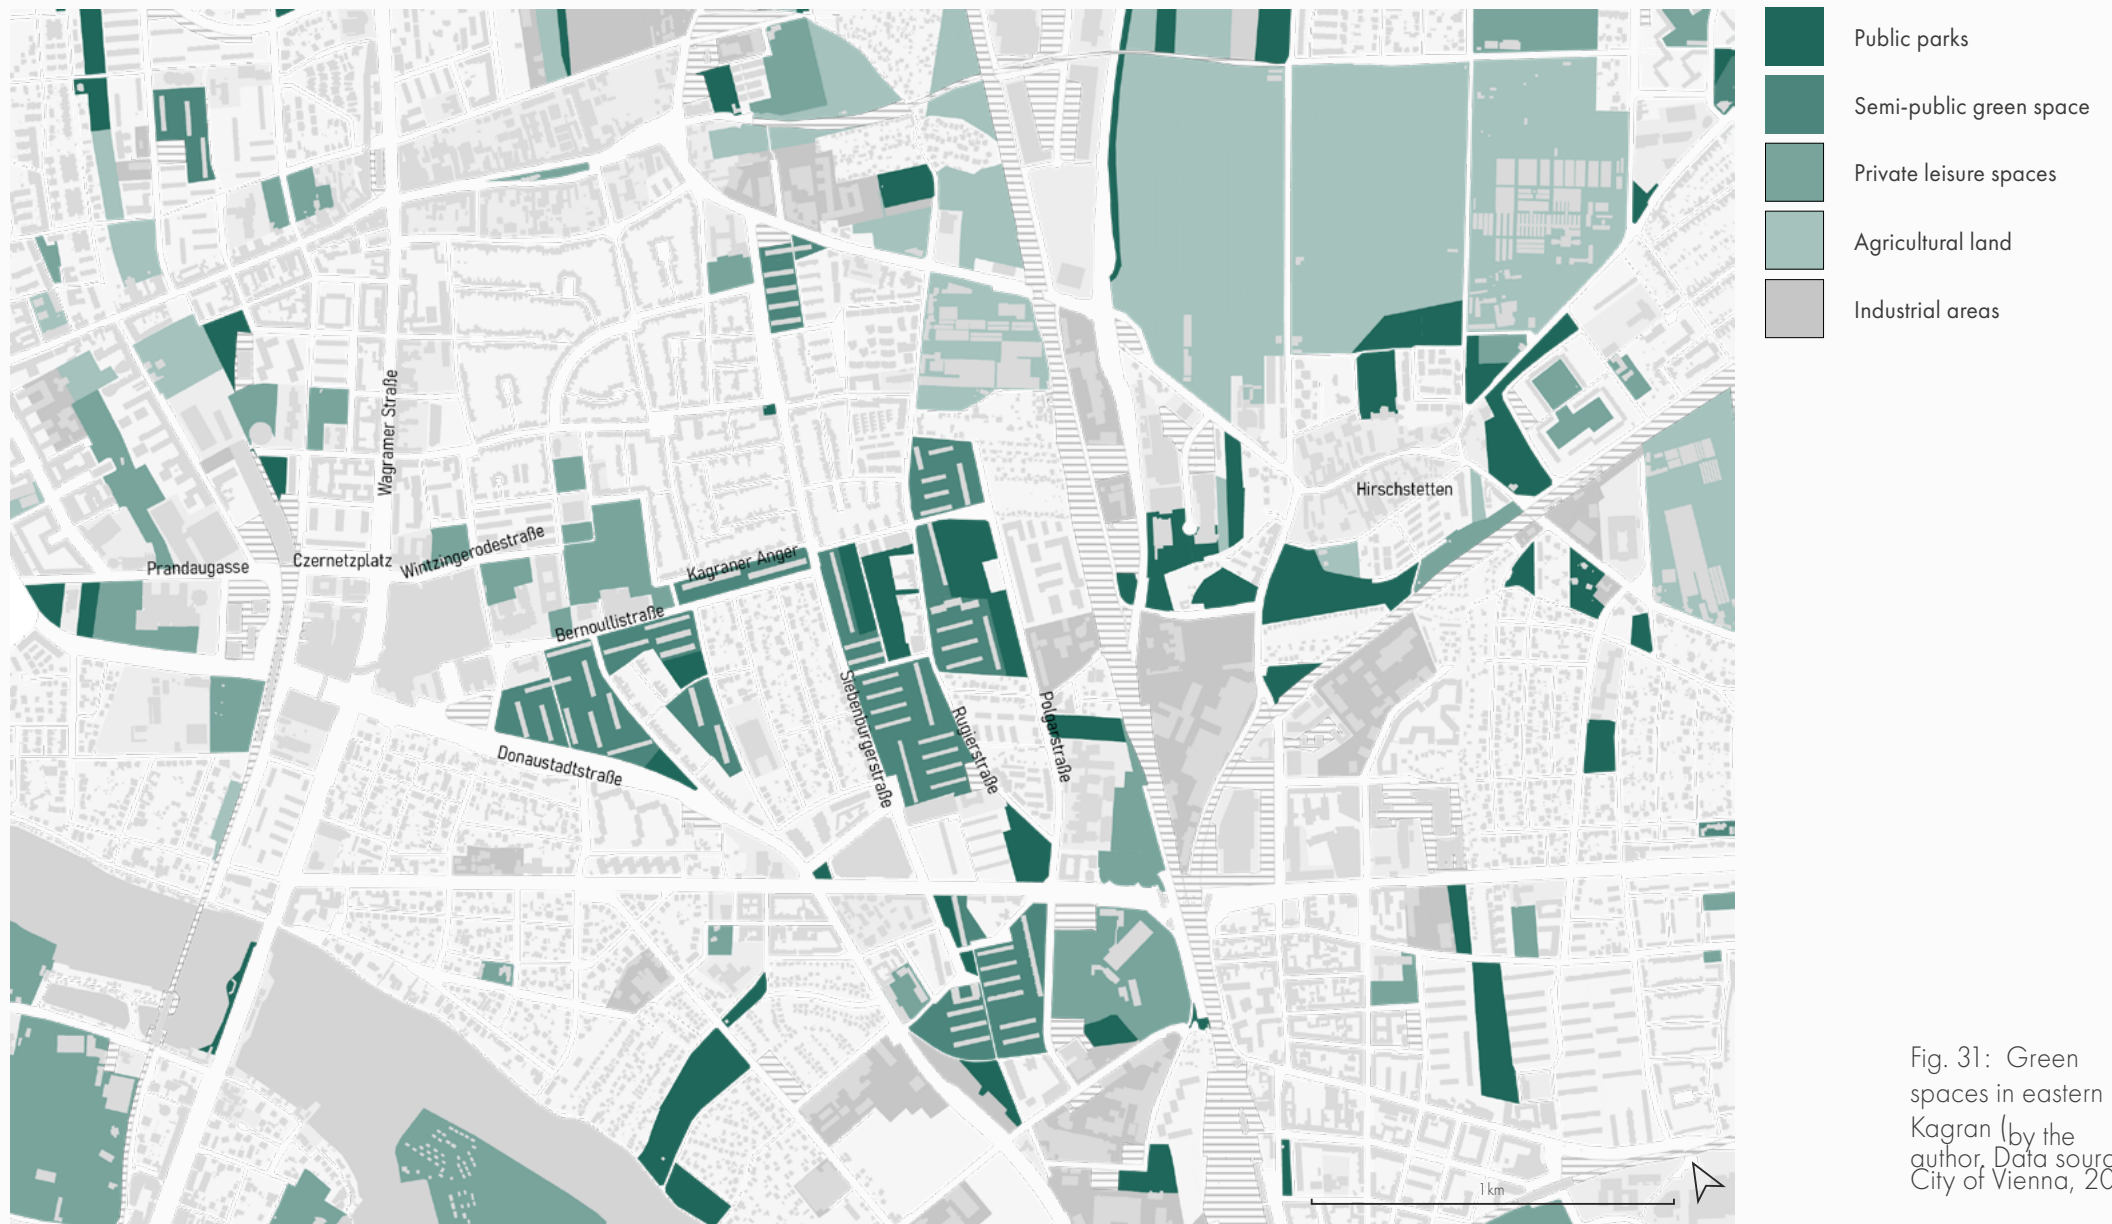 Public parks
Semi-public green space
Private leisure spaces
Agricultural land
Industrial areas
Wagramer Straße
Hirschstetten
Prandaugasse
Czernetzplatz
Wintzingerodestraße
Kagraner Anger
Bernoullistraße
Siebenbürgerstraße
Rugierstraße
Polgarstraße
Donaustadtstraße
1km
Fig. 31: Green
spaces in eastern
Kagran (by the
author, Data sourc
City of Vienna, 20